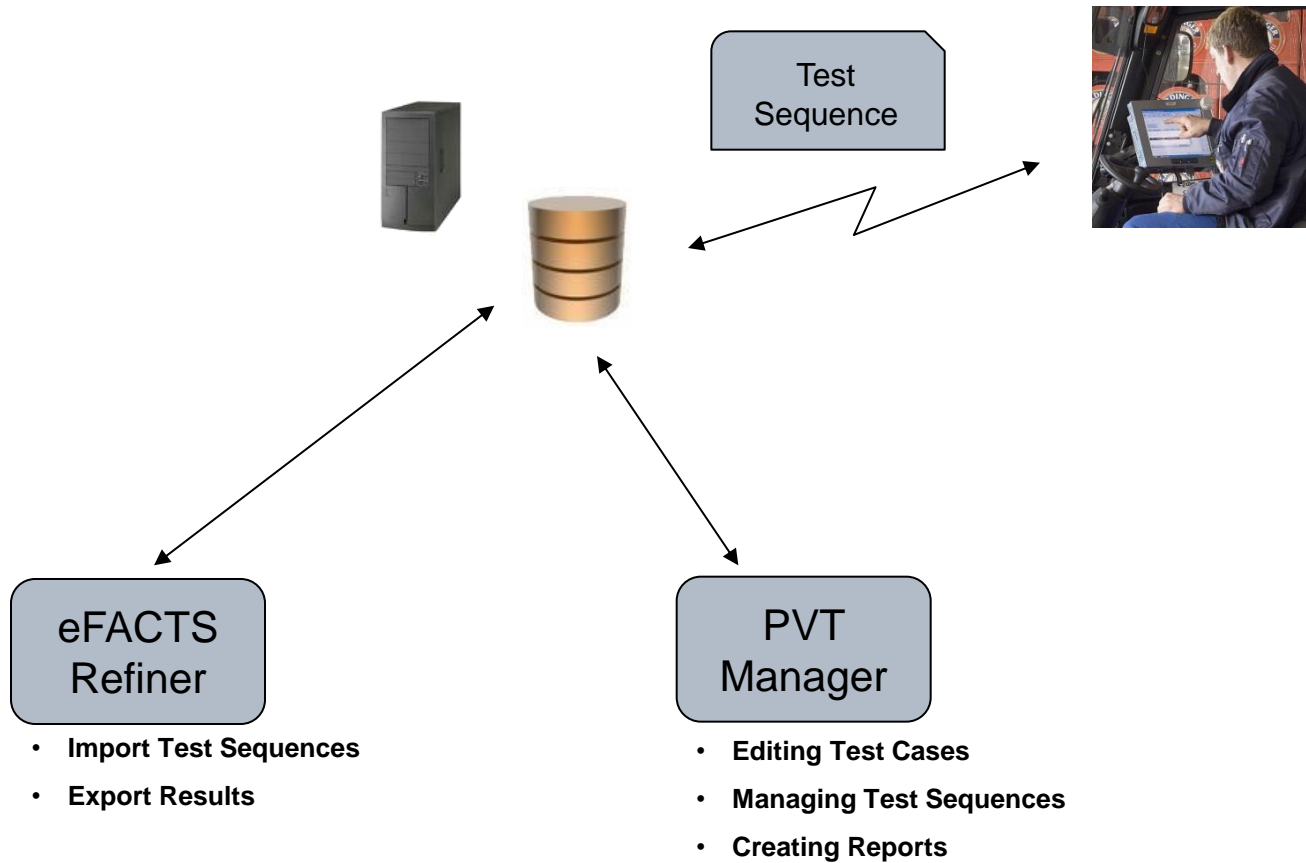 Test
Sequence
eFACTS
Refiner
• Import Test Sequences
• Export Results
PVT
Manager
• Editing Test Cases
• Managing Test Sequences
• Creating Reports